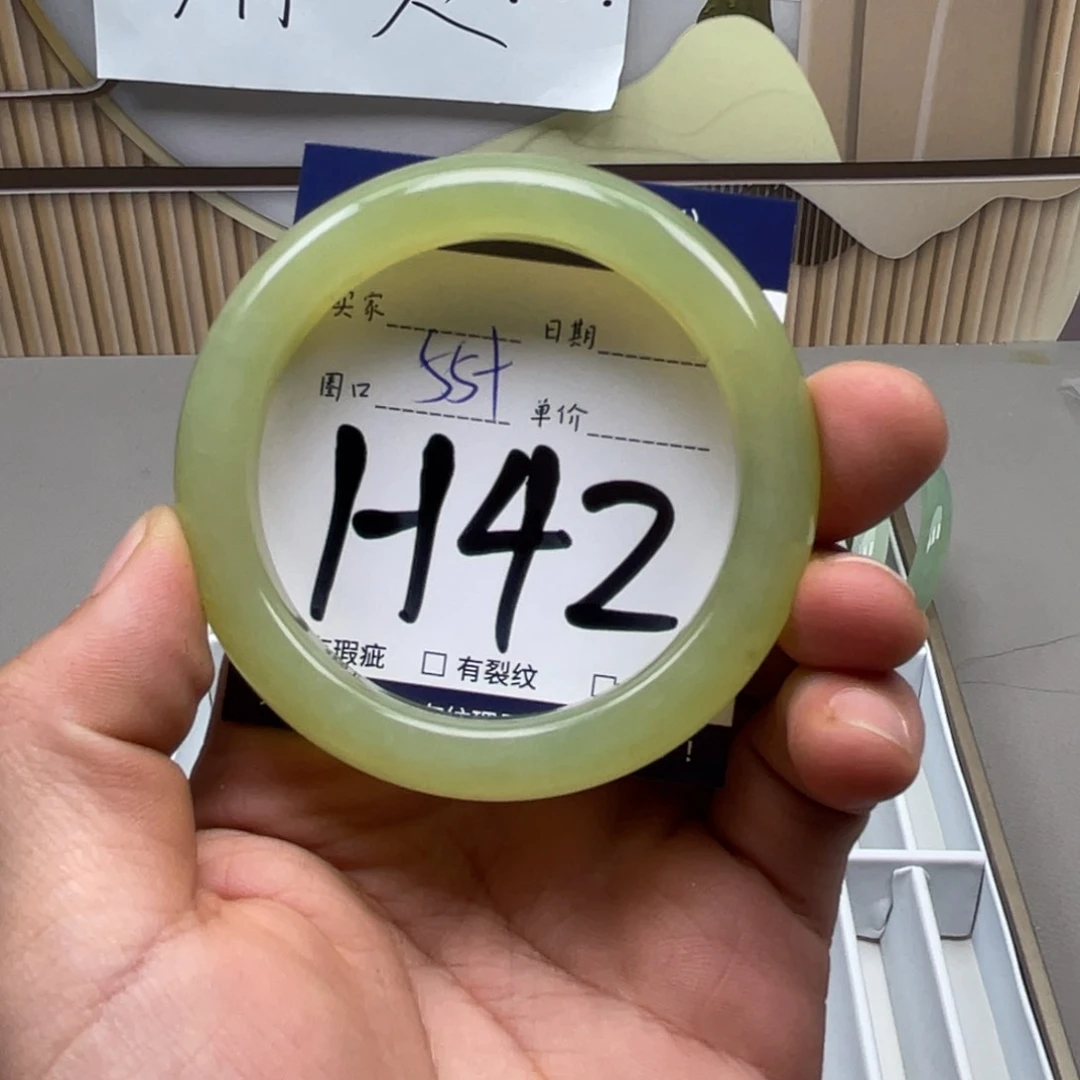 买家 日期
圈口 55+ 单价
H42
瑕疵 □ 有裂纹 □
!